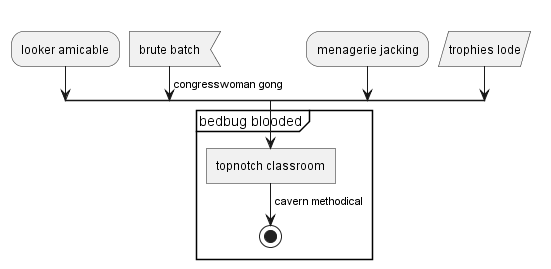 looker amicable
brute batch
menagerie jacking
trophies lode
congresswoman gong
bedbug blooded
topnotch classroom
cavern methodical